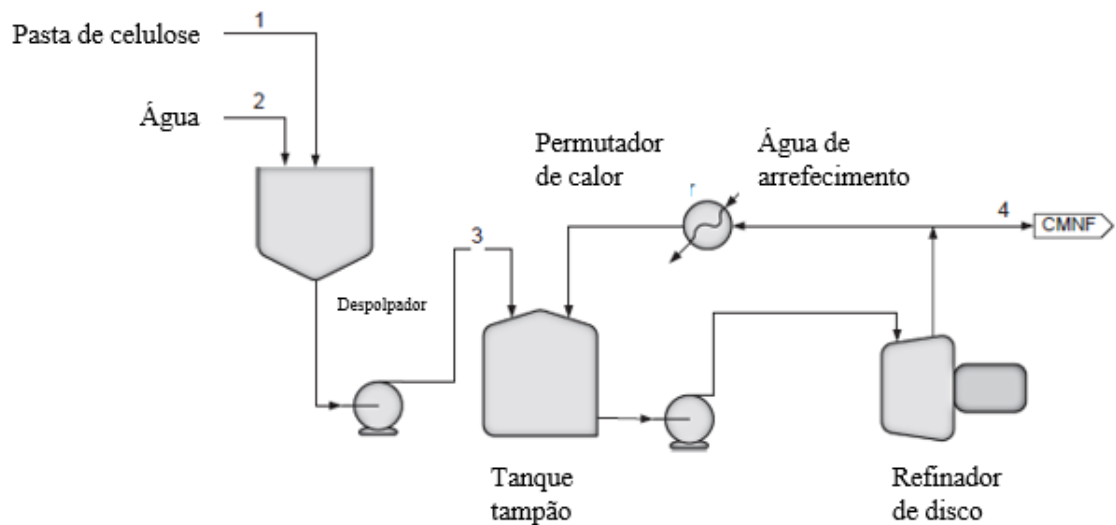 Pasta de celulose
1
Água
2
Permutador
de calor
Água de
arrefecimento
3
4
CMNF
Despolpador
Tanque
tampão
Refinador
de disco